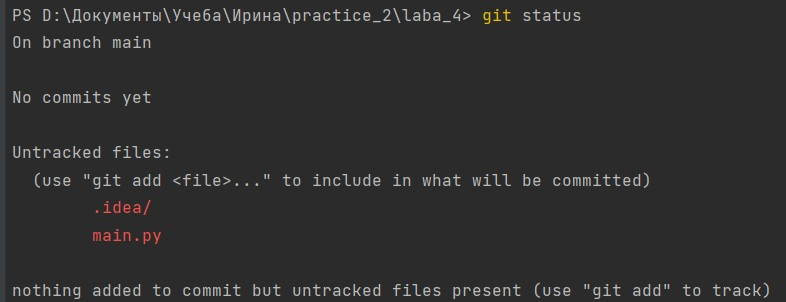 PS D:\Документы\Учеба\Ирина\practice_2\laba_4> git status
On branch main
No commits yet
Untracked files:
(use "git add <file>..." to include in what will be committed)
.idea/
main.py
nothing added to commit but untracked files present (use "git add" to track)